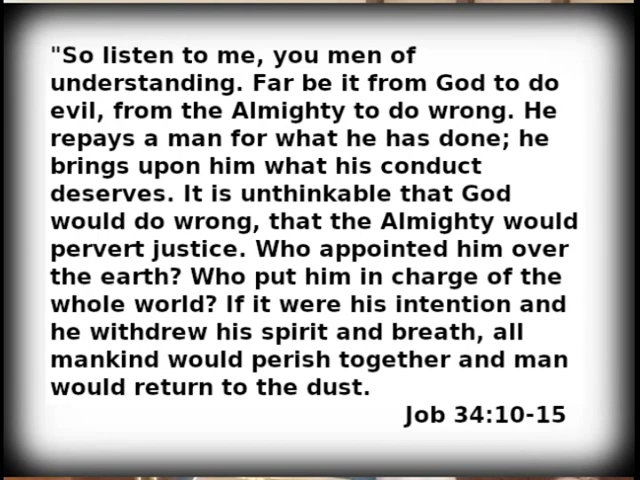 "So listen to me, you men of
understanding. Far be it from God to do
evil, from the Almighty to do wrong. He
repays a man for what he has done; he
brings upon him what his conduct
deserves. It is unthinkable that God
would do wrong, that the Almighty would
pervert justice. Who appointed him over
the earth? Who put him in charge of the
whole world? If it were his intention and
he withdrew his spirit and breath, all
mankind would perish together and man
would return to the dust.
Job 34:10-15